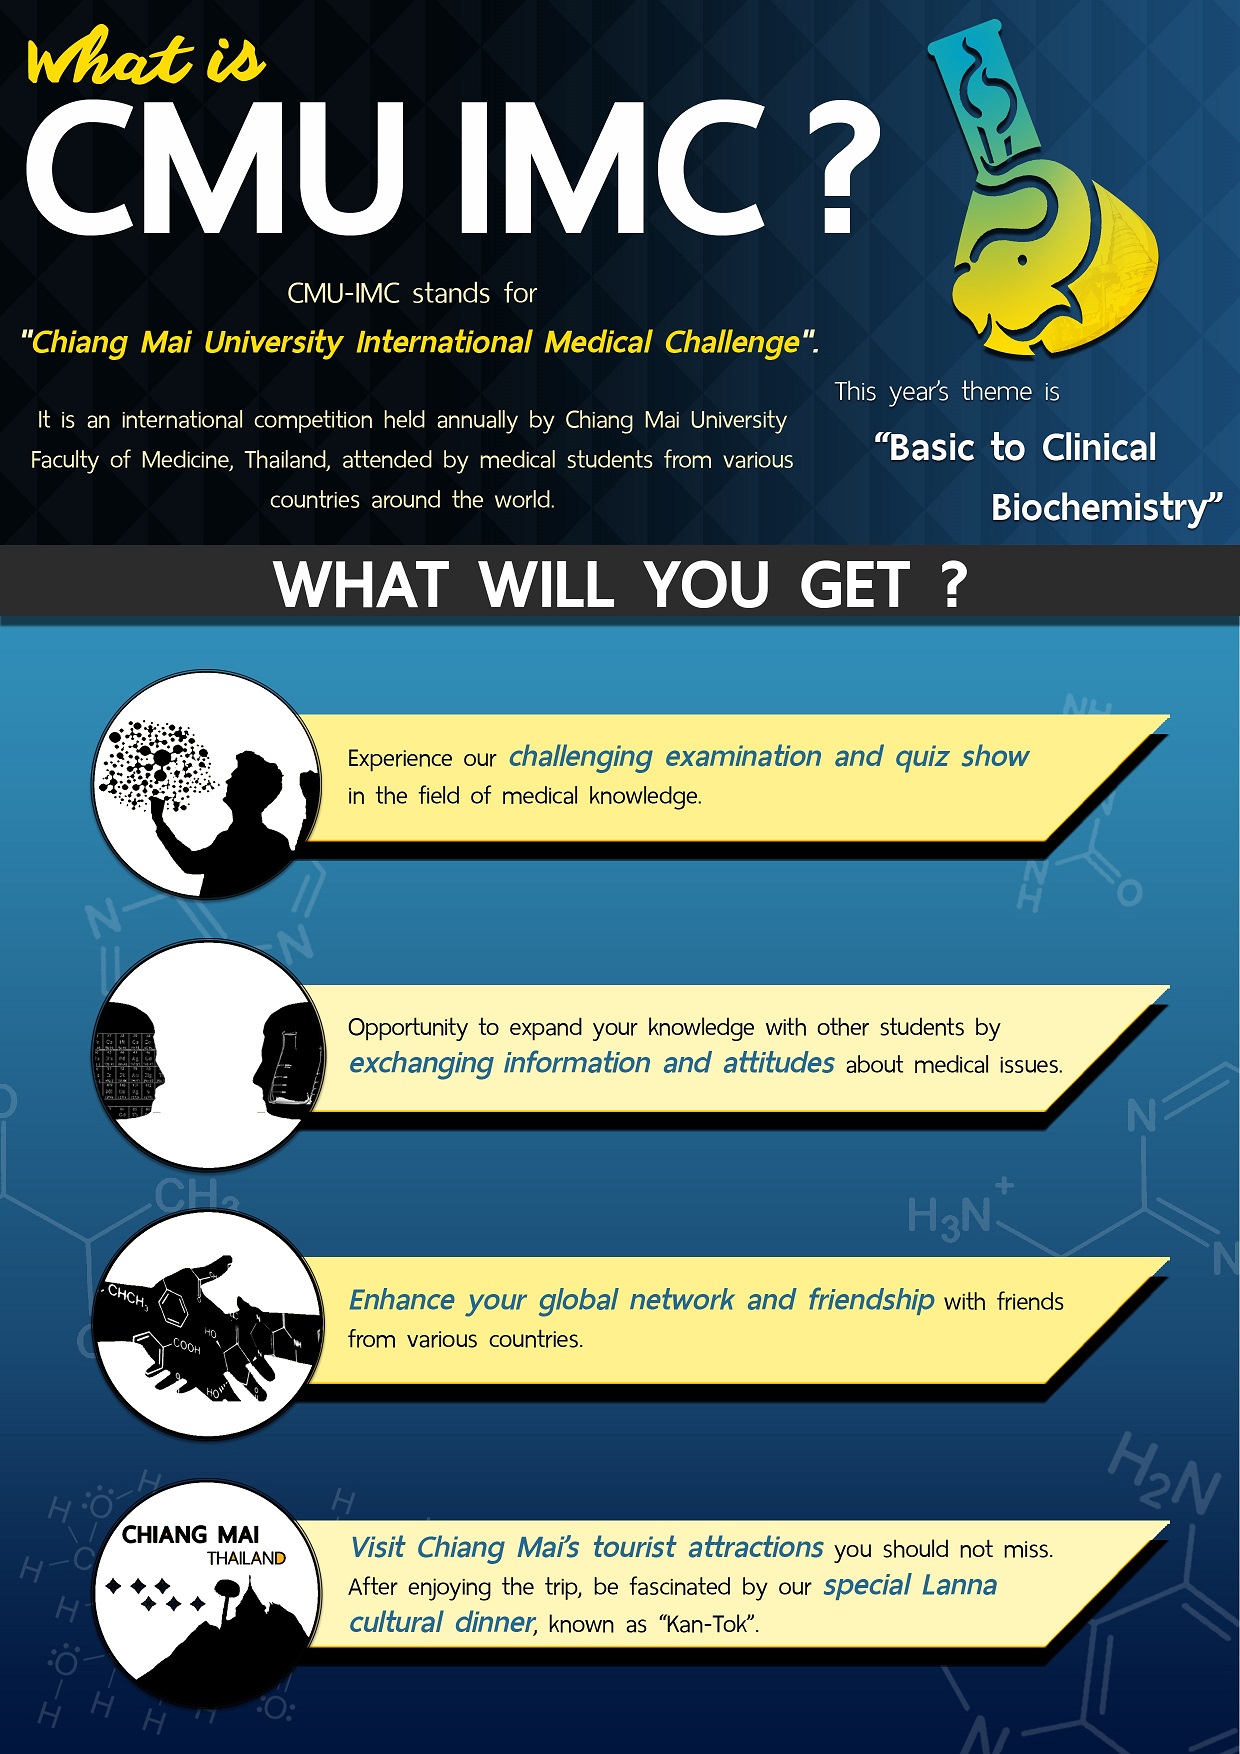 What is
CMU IMC ?
CMU-IMC stands for
"Chiang Mai University International Medical Challenge".
It is an international competition held annually by Chiang Mai University
Faculty of Medicine, Thailand, attended by medical students from various
countries around the world.
This year's theme is
“Basic to Clinical
Biochemistry”
WHAT WILL YOU GET ?
Experience our challenging examination and quiz show
in the field of medical knowledge.
Opportunity to expand your knowledge with other students by
exchanging information and attitudes about medical issues.
Enhance your global network and friendship with friends
from various countries.
CHIANG MAI
THAILAND
Visit Chiang Mai's tourist attractions you should not miss.
After enjoying the trip, be fascinated by our special Lanna
cultural dinner, known as “Kan-Tok”.
NH
N
H
O
N
N
CH₃
H₃N⁺
N
N
CHCH₃
COOH
HO
HO
O
H₂N
N
H
O
H
H
C
H
O
H
H
H
H
O